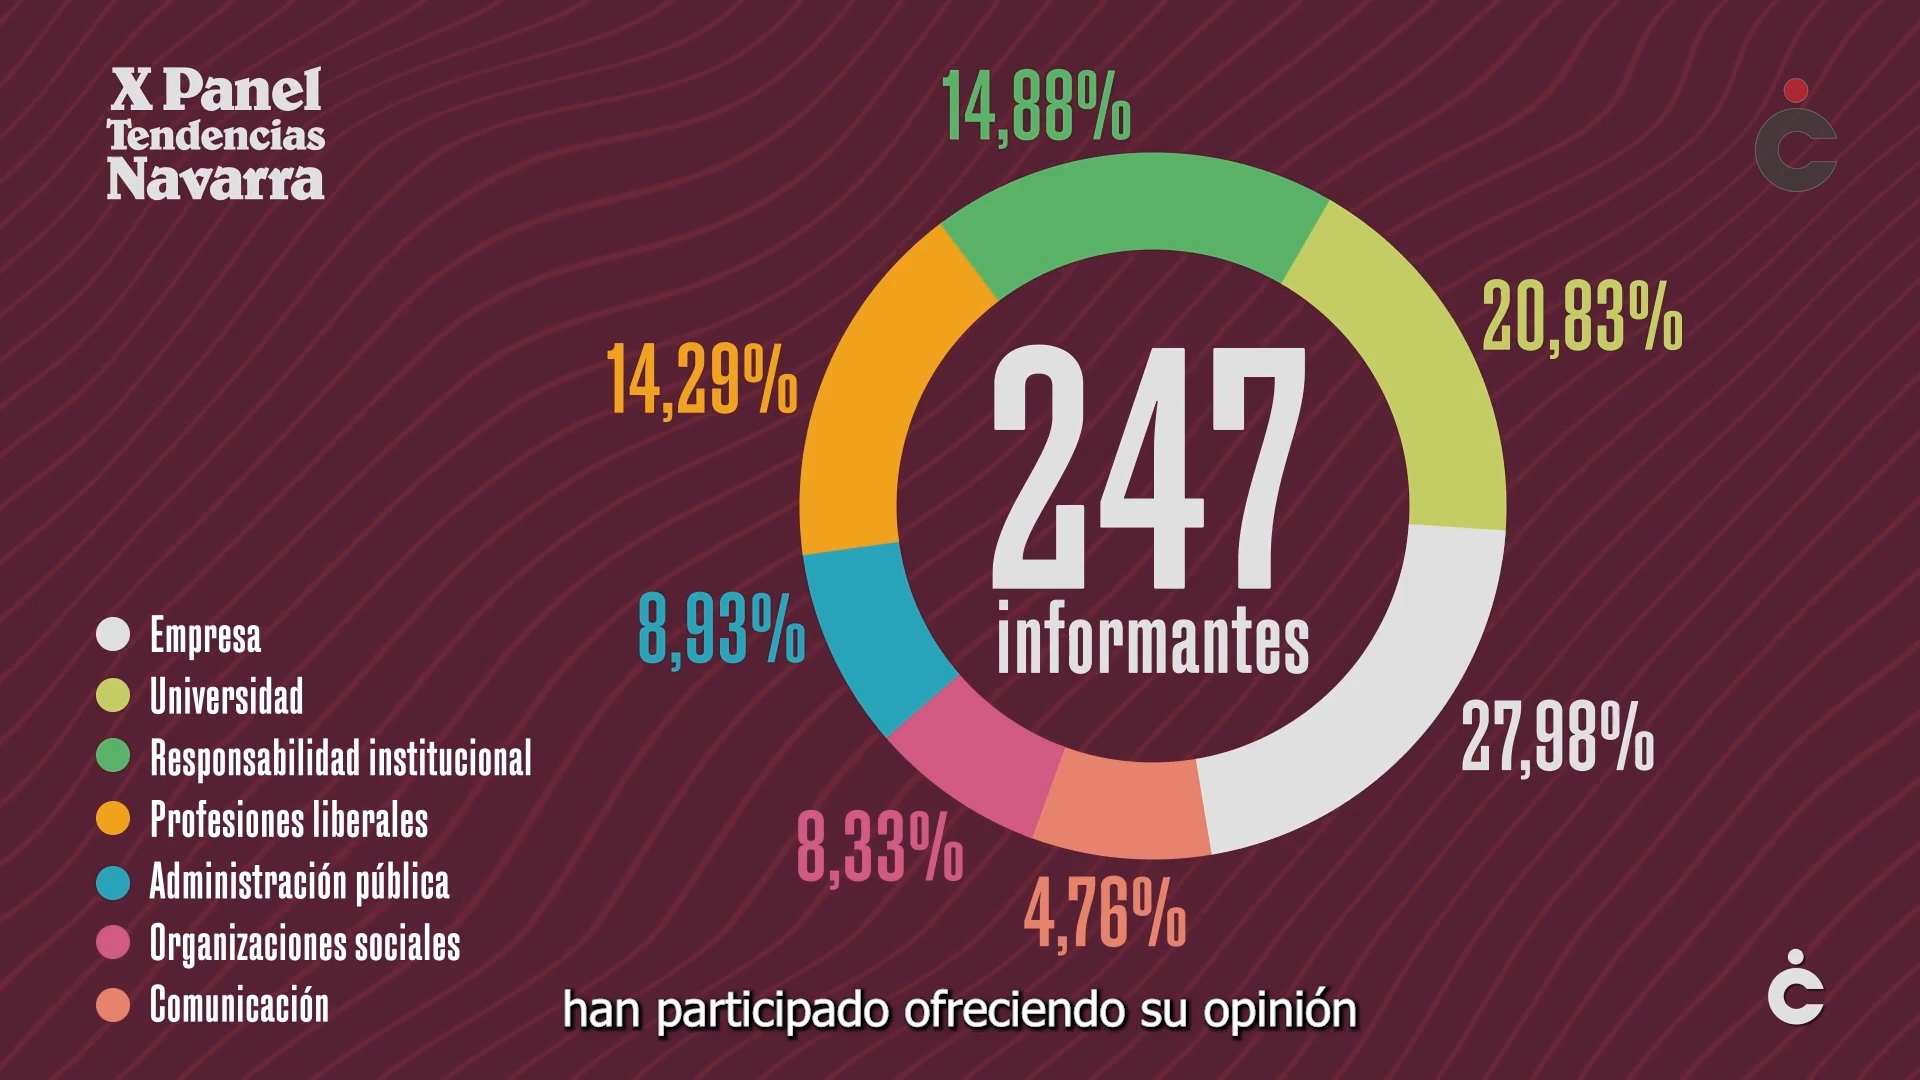 X Panel
Tendencias
Navarra
14,88%
20,83%
14,29%
247
informantes
8,93%
27,98%
8,33%
4,76%
Empresa
Universidad
Responsabilidad institucional
Profesiones liberales
Administración pública
Organizaciones sociales
Comunicación
han participado ofreciendo su opinión